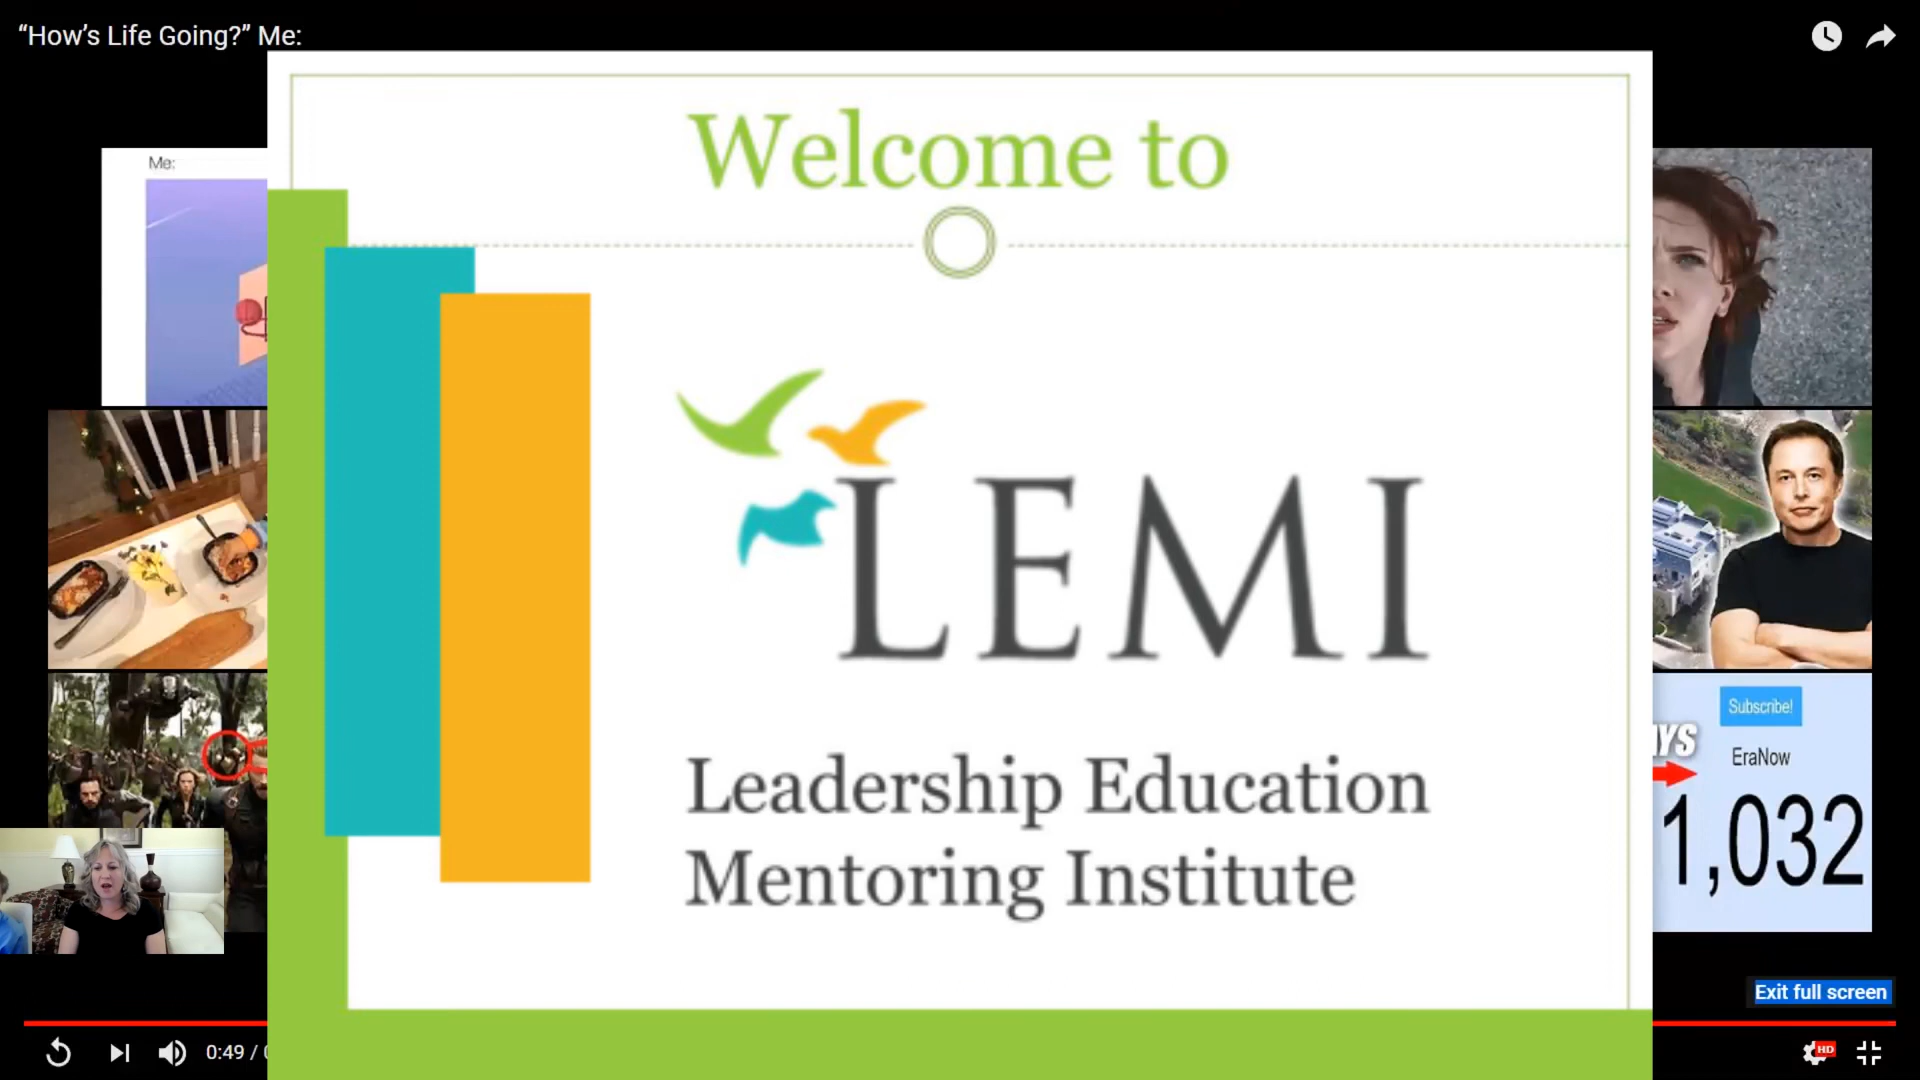 “How’s Life Going?” Me:
Welcome to
Me:
LEMI
Leadership Education
Mentoring Institute
Subscribe!
EraNow
1,032
Exit full screen
0:49 /
HD